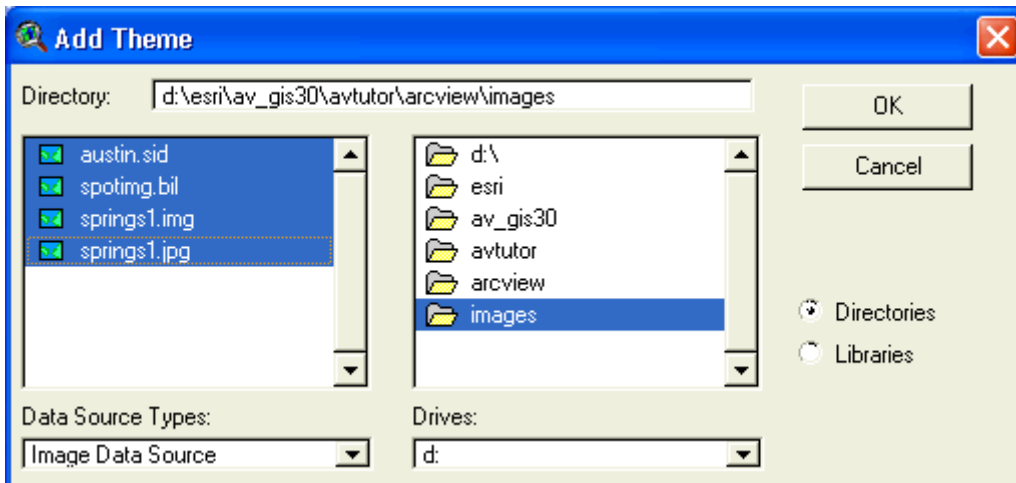 Add Theme
Directory: d:\esri\av_gis30\avtutor\arcview\images
OK
Cancel
austin.sid
spotimg.bil
springs1.img
springs1.jpg
d:\
esri
av_gis30
avtutor
arcview
images
Directories
Libraries
Data Source Types:
Image Data Source
Drives:
d: